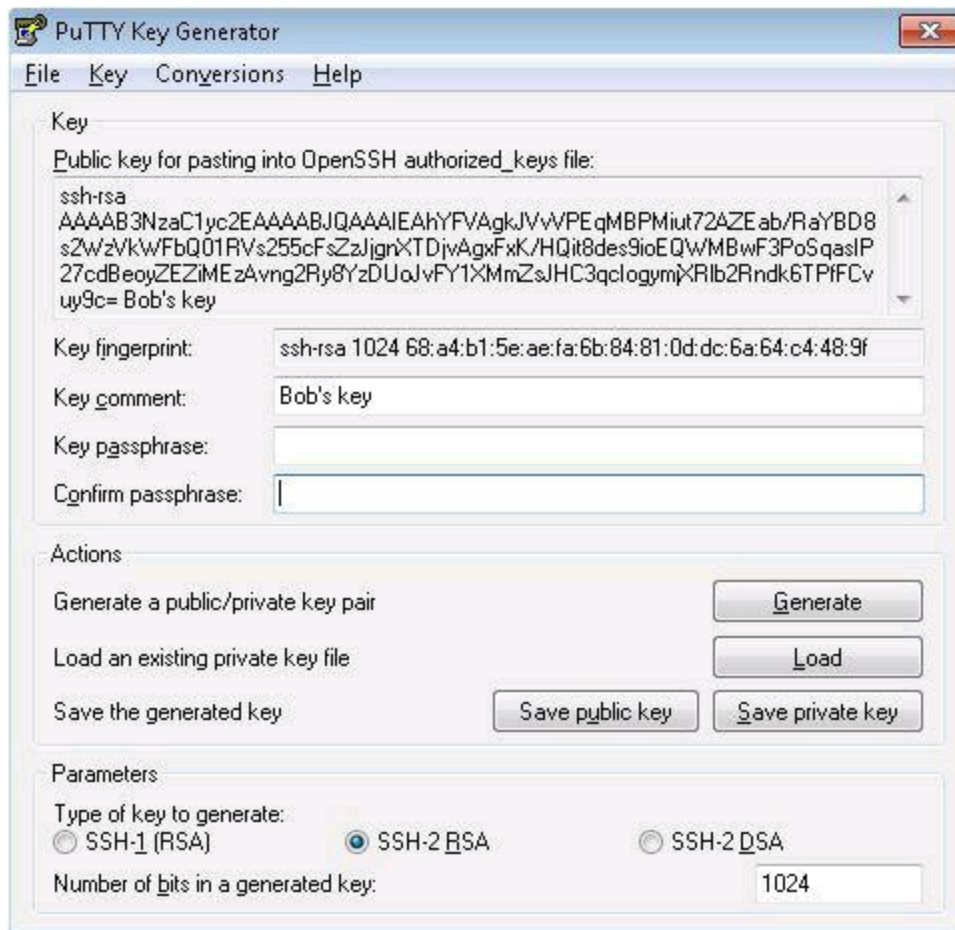 PuTTY Key Generator
File Key Conversions Help
Key
Public key for pasting into OpenSSH authorized_keys file:
ssh-rsa
AAAAB3NzaC1yc2EAAAABJQAAAIEAhYFVAgkJVvVPEqMBPMiut72AZEab/RaYBD8
s2WzVkWFbQ01RVs255cFsZzJjgnXTDjvAgxFxK/HQit8des9ioEQWMBwF3PoSqasIP
27cdBeoyZEZiMEzAvng2Ry8YzDUoJvFY1XMmZsJHC3qcIogymjXRlb2Rndk6TPfFCv
uy9c= Bob's key
Key fingerprint: ssh-rsa 1024 68:a4:b1:5e:ae:fa:6b:84:81:0d:dc:6a:64:c4:48:9f
Key comment: Bob's key
Key passphrase:
Confirm passphrase:
Actions
Generate a public/private key pair Generate
Load an existing private key file Load
Save the generated key Save public key Save private key
Parameters
Type of key to generate:
SSH-1 (RSA) SSH-2 RSA SSH-2 DSA
Number of bits in a generated key: 1024